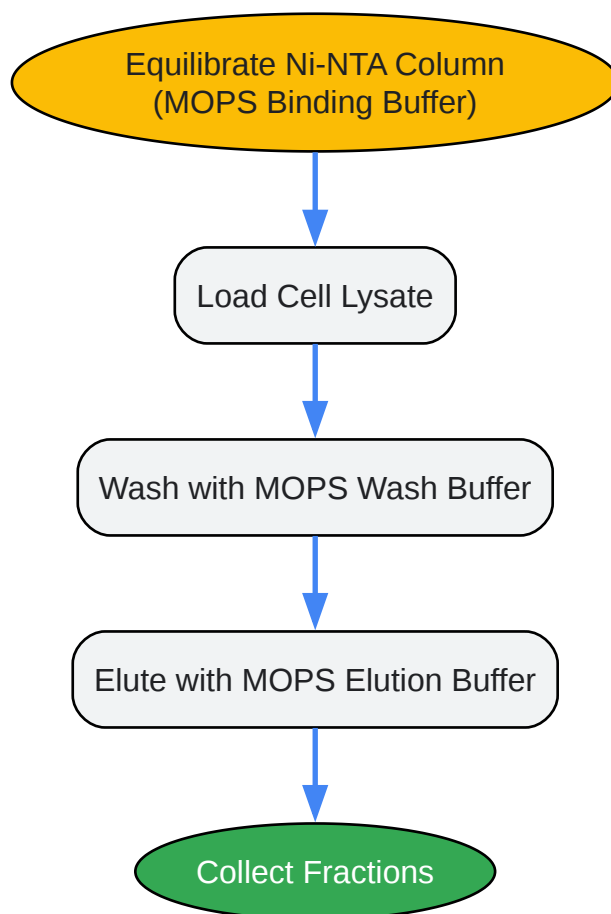 Equilibrate Ni-NTA Column
(MOPS Binding Buffer)
Load Cell Lysate
Wash with MOPS Wash Buffer
Elute with MOPS Elution Buffer
Collect Fractions